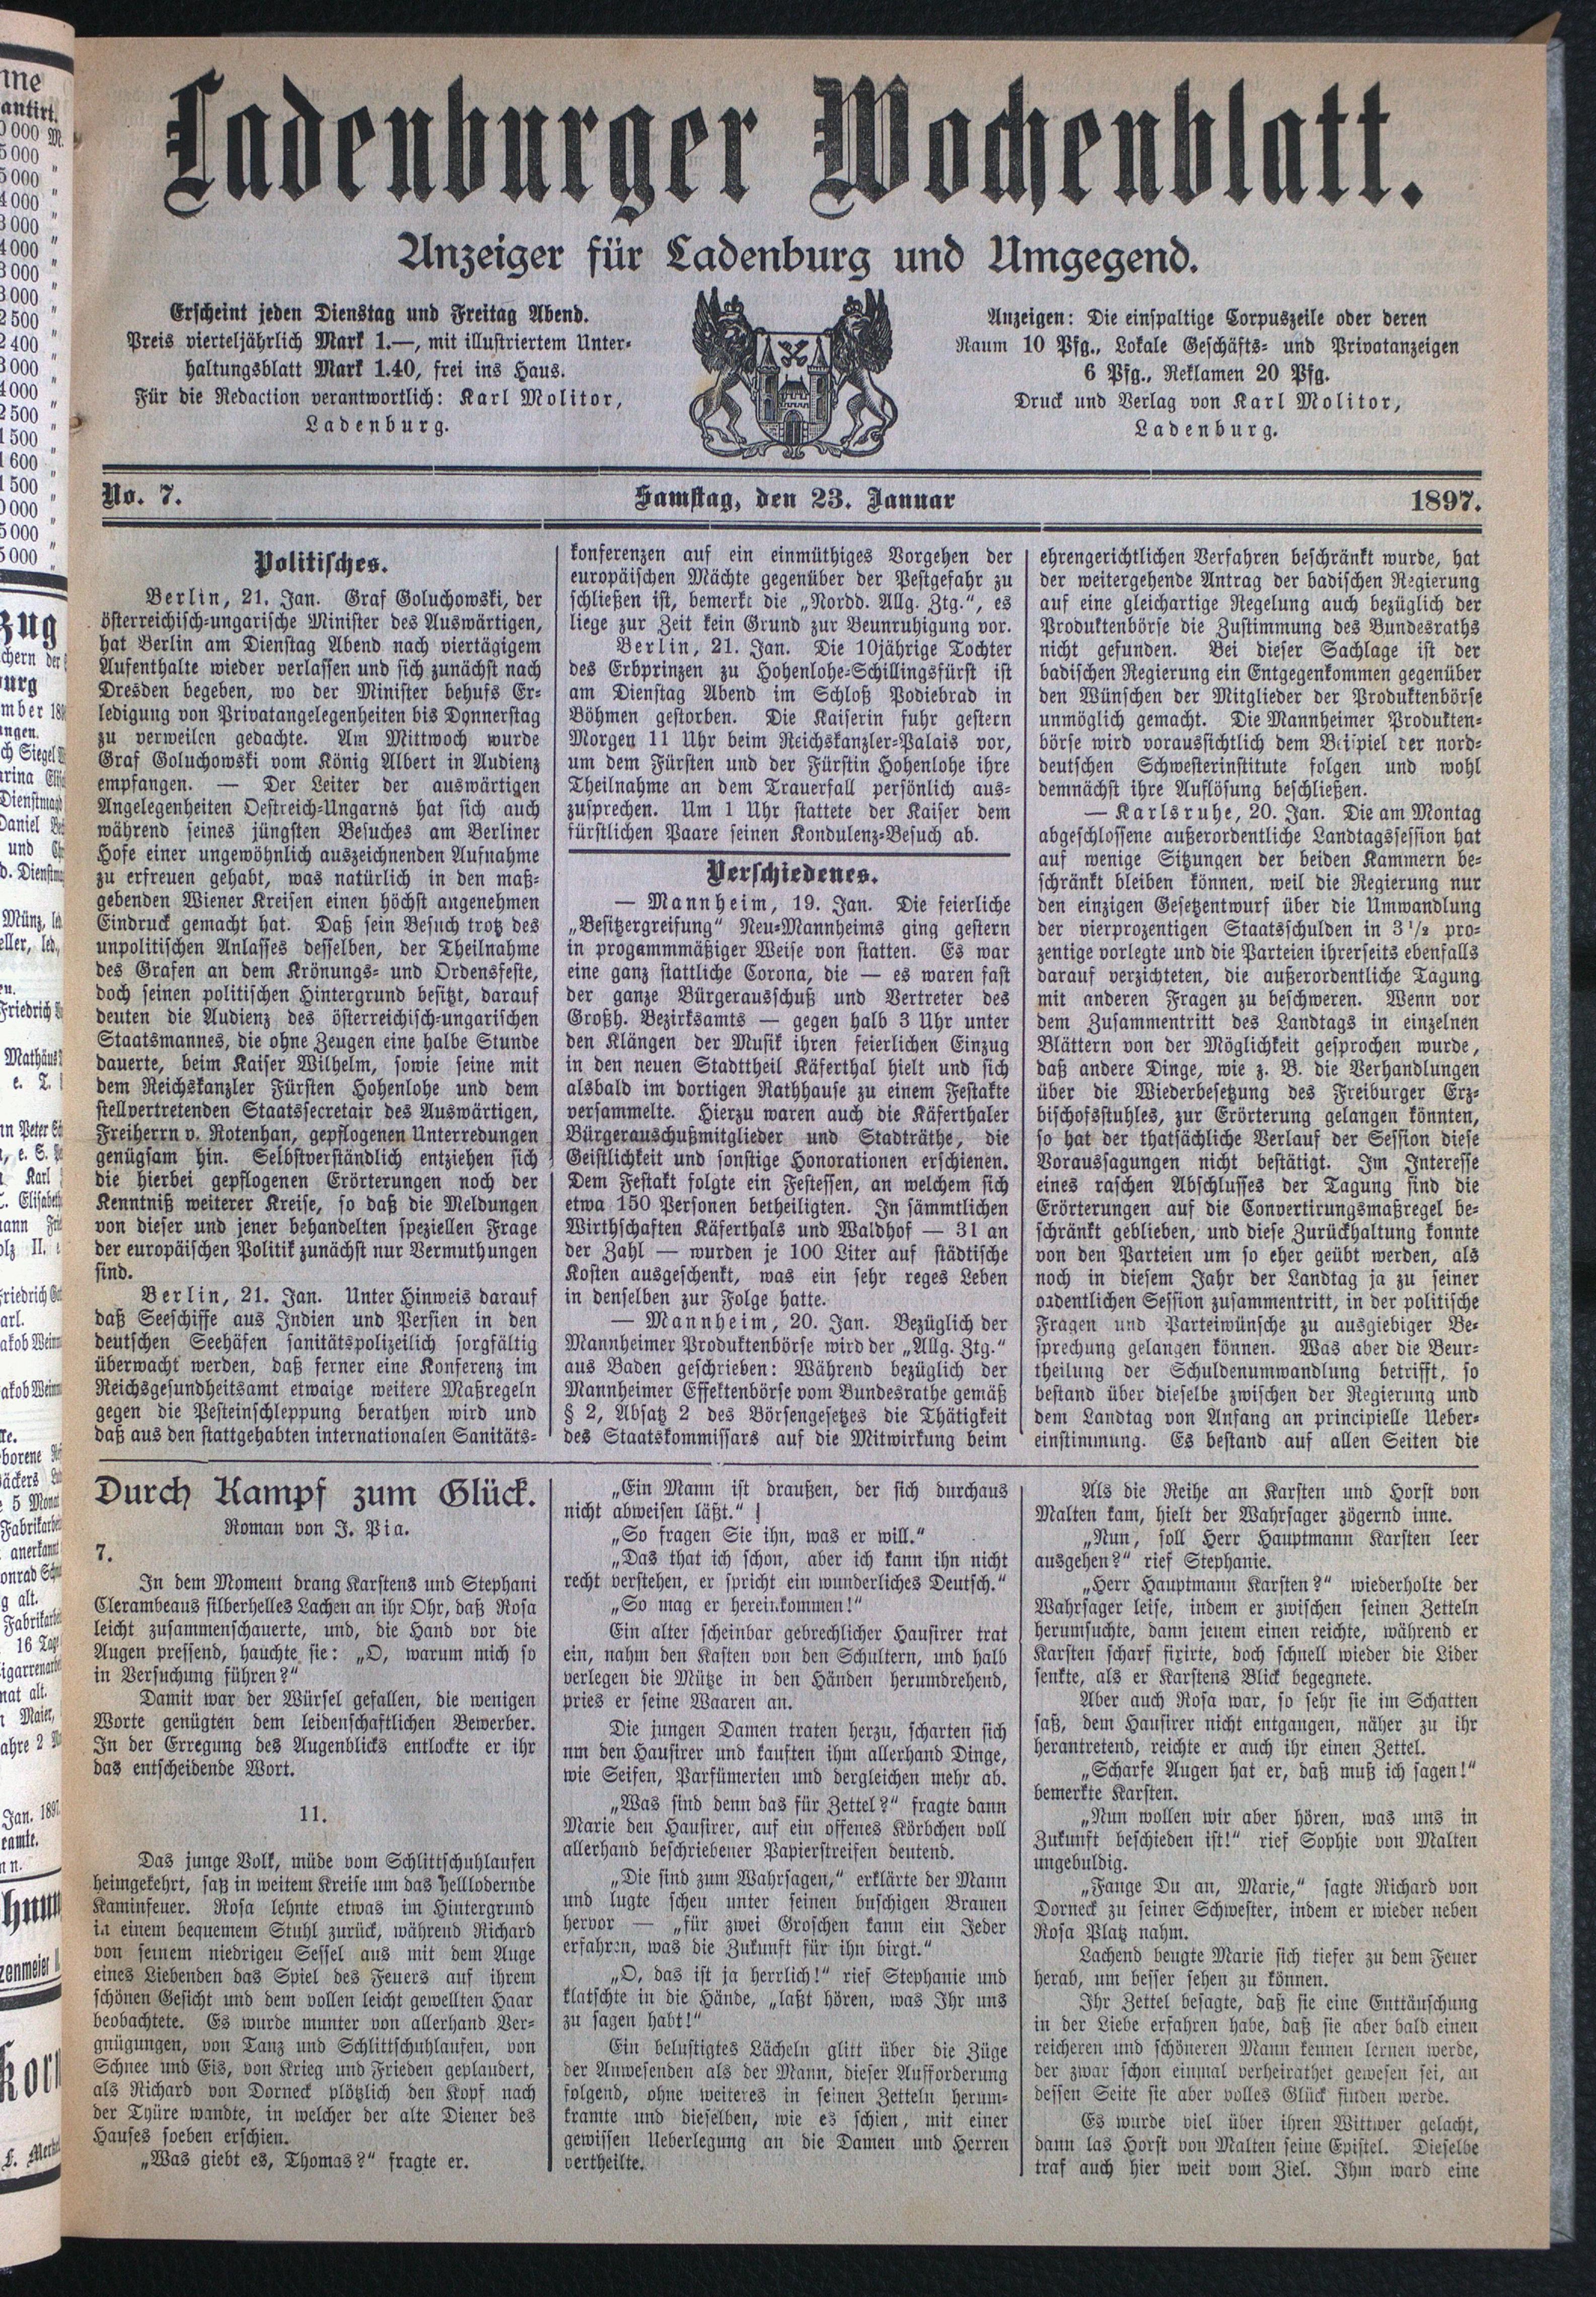 Ladenburger Wochenblatt.
Anzeiger für Ladenburg und Umgegend.
Erscheint jeden Dienstag und Freitag Abend.
Preis vierteljährlich Mark 1.—, mit illustriertem Unter-
haltungsblatt Mark 1.40, frei ins Haus.
Für die Redaction verantwortlich: Karl Molitor,
Ladenburg.
Anzeigen: Die einspaltige Corpuszeile oder deren
Raum 10 Pfg., Lokale Geschäfts- und Privatanzeigen
6 Pfg., Reklamen 20 Pfg.
Druck und Verlag von Karl Molitor,
Ladenburg.
No. 7.
Samstag, den 23. Januar
1897.
Politisches.
Berlin, 21. Jan. Graf Goluchowski, der
österreichisch-ungarische Minister des Auswärtigen,
hat Berlin am Dienstag Abend nach viertägigem
Aufenthalte wieder verlassen und sich zunächst nach
Dresden begeben, wo der Minister behufs Er-
ledigung von Privatangelegenheiten bis Donnerstag
zu verweilen gedachte. Am Mittwoch wurde
Graf Goluchowski vom König Albert in Audienz
empfangen. — Der Leiter der auswärtigen
Angelegenheiten Oestreich-Ungarns hat sich auch
während seines jüngsten Besuches am Berliner
Hofe einer ungewöhnlich auszeichnenden Aufnahme
zu erfreuen gehabt, was natürlich in den maß-
gebenden Wiener Kreisen einen höchst angenehmen
Eindruck gemacht hat. Daß sein Besuch trotz des
unpolitischen Anlasses desselben, der Theilnahme
des Grafen an dem Krönungs- und Ordensfeste,
doch seinen politischen Hintergrund besitzt, darauf
deuten die Audienz des österreichisch-ungarischen
Staatsmannes, die ohne Zeugen eine halbe Stunde
dauerte, beim Kaiser Wilhelm, sowie seine mit
dem Reichskanzler Fürsten Hohenlohe und dem
stellvertretenden Staatssecretair des Auswärtigen,
Freiherrn v. Rotenhan, gepflogenen Unterredungen
genügsam hin. Selbstverständlich entziehen sich
die hierbei gepflogenen Erörterungen noch der
Kenntniß weiterer Kreise, so daß die Meldungen
von dieser und jener behandelten speziellen Frage
der europäischen Politik zunächst nur Vermuthungen
sind.
Berlin, 21. Jan. Unter Hinweis darauf
daß Seeschiffe aus Indien und Persien in den
deutschen Seehäfen sanitätspolizeilich sorgfältig
überwacht werden, daß ferner eine Konferenz im
Reichsgesundheitsamt etwaige weitere Maßregeln
gegen die Pesteinschleppung berathen wird und
daß aus den stattgehabten internationalen Sanitäts-
konferenzen auf ein einmüthiges Vorgehen der
europäischen Mächte gegenüber der Pestgefahr zu
schließen ist, bemerkt die „Nordd. Allg. Ztg.“, es
liege zur Zeit kein Grund zur Beunruhigung vor.
Berlin, 21. Jan. Die 10jährige Tochter
des Erbprinzen zu Hohenlohe-Schillingsfürst ist
am Dienstag Abend im Schloß Podiebrad in
Böhmen gestorben. Die Kaiserin fuhr gestern
Morgen 11 Uhr beim Reichskanzler-Palais vor,
um dem Fürsten und der Fürstin Hohenlohe ihre
Theilnahme an dem Trauerfall persönlich aus-
zusprechen. Um 1 Uhr stattete der Kaiser dem
fürstlichen Paare seinen Kondulenz-Besuch ab.
Verschiedenes.
— Mannheim, 19. Jan. Die feierliche
„Besitzergreifung“ Neu-Mannheims ging gestern
in progammmäßiger Weise von statten. Es war
eine ganz stattliche Corona, die — es waren fast
der ganze Bürgerausschuß und Vertreter des
Großh. Bezirksamts — gegen halb 3 Uhr unter
den Klängen der Musik ihren feierlichen Einzug
in den neuen Stadttheil Käferthal hielt und sich
alsbald im dortigen Rathhause zu einem Festakte
versammelte. Hierzu waren auch die Käferthaler
Bürgerauschußmitglieder und Stadträthe, die
Geistlichkeit und sonstige Honorationen erschienen.
Dem Festakt folgte ein Festessen, an welchem sich
etwa 150 Personen betheiligten. In sämmtlichen
Wirthschaften Käferthals und Waldhof — 31 an
der Zahl — wurden je 100 Liter auf städtische
Kosten ausgeschenkt, was ein sehr reges Leben
in denselben zur Folge hatte.
— Mannheim, 20. Jan. Bezüglich der
Mannheimer Produktenbörse wird der „Allg. Ztg.“
aus Baden geschrieben: Während bezüglich der
Mannheimer Effektenbörse vom Bundesrathe gemäß
§ 2, Absatz 2 des Börsengesetzes die Thätigkeit
des Staatskommissars auf die Mitwirkung beim
ehrengerichtlichen Verfahren beschränkt wurde, hat
der weitergehende Antrag der badischen Regierung
auf eine gleichartige Regelung auch bezüglich der
Produktenbörse die Zustimmung des Bundesraths
nicht gefunden. Bei dieser Sachlage ist der
badischen Regierung ein Entgegenkommen gegenüber
den Wünschen der Mitglieder der Produktenbörse
unmöglich gemacht. Die Mannheimer Produkten-
börse wird voraussichtlich dem Beispiel der nord-
deutschen Schwesterinstitute folgen und wohl
demnächst ihre Auflösung beschließen.
— Karlsruhe, 20. Jan. Die am Montag
abgeschlossene außerordentliche Landtagssession hat
auf wenige Sitzungen der beiden Kammern be-
schränkt bleiben können, weil die Regierung nur
den einzigen Gesetzentwurf über die Umwandlung
der vierprozentigen Staatsschulden in 3½ pro-
zentige vorlegte und die Parteien ihrerseits ebenfalls
darauf verzichteten, die außerordentliche Tagung
mit anderen Fragen zu beschweren. Wenn vor
dem Zusammentritt des Landtags in einzelnen
Blättern von der Möglichkeit gesprochen wurde,
daß andere Dinge, wie z. B. die Verhandlungen
über die Wiederbesetzung des Freiburger Erz-
bischofsstuhles, zur Erörterung gelangen könnten,
so hat der thatsächliche Verlauf der Session diese
Voraussagungen nicht bestätigt. Im Interesse
eines raschen Abschlusses der Tagung sind die
Erörterungen auf die Convertirungsmaßregel be-
schränkt geblieben, und diese Zurückhaltung konnte
von den Parteien um so eher geübt werden, als
noch in diesem Jahr der Landtag ja zu seiner
ordentlichen Session zusammentritt, in der politische
Fragen und Parteiwünsche zu ausgiebiger Be-
sprechung gelangen können. Was aber die Beur-
theilung der Schuldenumwandlung betrifft, so
bestand über dieselbe zwischen der Regierung und
dem Landtag von Anfang an principielle Ueber-
einstimmung. Es bestand auf allen Seiten die
Durch Kampf zum Glück.
Roman von J. Pia.
7.
In dem Moment drang Karstens und Stephani
Clerambeaus silberhelles Lachen an ihr Ohr, daß Rosa
leicht zusammenschauerte, und, die Hand vor die
Augen pressend, hauchte sie: „O, warum mich so
in Versuchung führen?“
Damit war der Würfel gefallen, die wenigen
Worte genügten dem leidenschaftlichen Bewerber.
In der Erregung des Augenblicks entlockte er ihr
das entscheidende Wort.
11.
Das junge Volk, müde vom Schlittschuhlaufen
heimgekehrt, saß in weitem Kreise um das helllodernde
Kaminfeuer. Rosa lehnte etwas im Hintergrund
in einem bequemem Stuhl zurück, während Richard
von seinem niedrigen Sessel aus mit dem Auge
eines Liebenden das Spiel des Feuers auf ihrem
schönen Gesicht und dem vollen leicht gewellten Haar
beobachtete. Es wurde munter von allerhand Ver-
gnügungen, von Tanz und Schlittschuhlaufen, von
Schnee und Eis, von Krieg und Frieden geplaudert,
als Richard von Dorneck plötzlich den Kopf nach
der Thüre wandte, in welcher der alte Diener des
Hauses soeben erschien.
„Was giebt es, Thomas?“ fragte er.
„Ein Mann ist draußen, der sich durchaus
nicht abweisen läßt.“
„So fragen Sie ihn, was er will.“
„Das that ich schon, aber ich kann ihn nicht
recht verstehen, er spricht ein wunderliches Deutsch.“
„So mag er hereinkommen!“
Ein alter scheinbar gebrechlicher Hausirer trat
ein, nahm den Kasten von den Schultern, und halb
verlegen die Mütze in den Händen herumdrehend,
pries er seine Waaren an.
Die jungen Damen traten herzu, scharten sich
um den Hausirer und kauften ihm allerhand Dinge,
wie Seifen, Parfümerien und dergleichen mehr ab.
„Was sind denn das für Zettel?“ fragte dann
Marie den Hausirer, auf ein offenes Körbchen voll
allerhand beschriebener Papierstreifen deutend.
„Die sind zum Wahrsagen,“ erklärte der Mann
und lugte scheu unter seinen buschigen Brauen
hervor — „für zwei Groschen kann ein Jeder
erfahren, was die Zukunft für ihn birgt.“
„O, das ist ja herrlich!“ rief Stephanie und
klatschte in die Hände, „laßt hören, was Ihr uns
zu sagen habt!“
Ein belustigtes Lächeln glitt über die Züge
der Anwesenden als der Mann, dieser Aufforderung
folgend, ohne weiteres in seinen Zetteln herum-
kramte und dieselben, wie es schien, mit einer
gewissen Ueberlegung an die Damen und Herren
vertheilte.
Als die Reihe an Karsten und Horst von
Malten kam, hielt der Wahrsager zögernd inne.
„Nun, soll Herr Hauptmann Karsten leer
ausgehen?“ rief Stephanie.
„Herr Hauptmann Karsten?“ wiederholte der
Wahrsager leise, indem er zwischen seinen Zetteln
herumsuchte, dann jenem einen reichte, während er
Karsten scharf fixirte, doch schnell wieder die Lider
senkte, als er Karstens Blick begegnete.
Aber auch Rosa war, so sehr sie im Schatten
saß, dem Hausirer nicht entgangen, näher zu ihr
herantretend, reichte er auch ihr einen Zettel.
„Scharfe Augen hat er, daß muß ich sagen!“
bemerkte Karsten.
„Nun wollen wir aber hören, was uns in
Zukunft beschieden ist!“ rief Sophie von Malten
ungebuldig.
„Fange Du an, Marie,“ sagte Richard von
Dorneck zu seiner Schwester, indem er wieder neben
Rosa Platz nahm.
Lachend beugte Marie sich tiefer zu dem Feuer
herab, um besser sehen zu können.
Ihr Zettel besagte, daß sie eine Enttäuschung
in der Liebe erfahren habe, daß sie aber bald einen
reicheren und schöneren Mann kennen lernen werde,
der zwar schon einmal verheirathet gewesen sei, an
dessen Seite sie aber volles Glück finden werde.
Es wurde viel über ihren Wittwer gelacht,
dann las Horst von Malten seine Epistel. Dieselbe
traf auch hier weit vom Ziel. Ihm ward eine